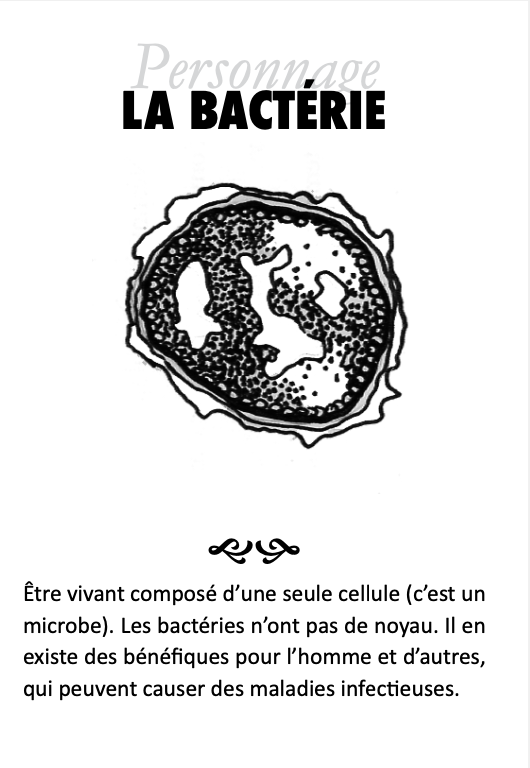 Personnage
LA BACTÉRIE
Être vivant composé d’une seule cellule (c’est un
microbe). Les bactéries n’ont pas de noyau. Il en
existe des bénéfiques pour l’homme et d’autres,
qui peuvent causer des maladies infectieuses.